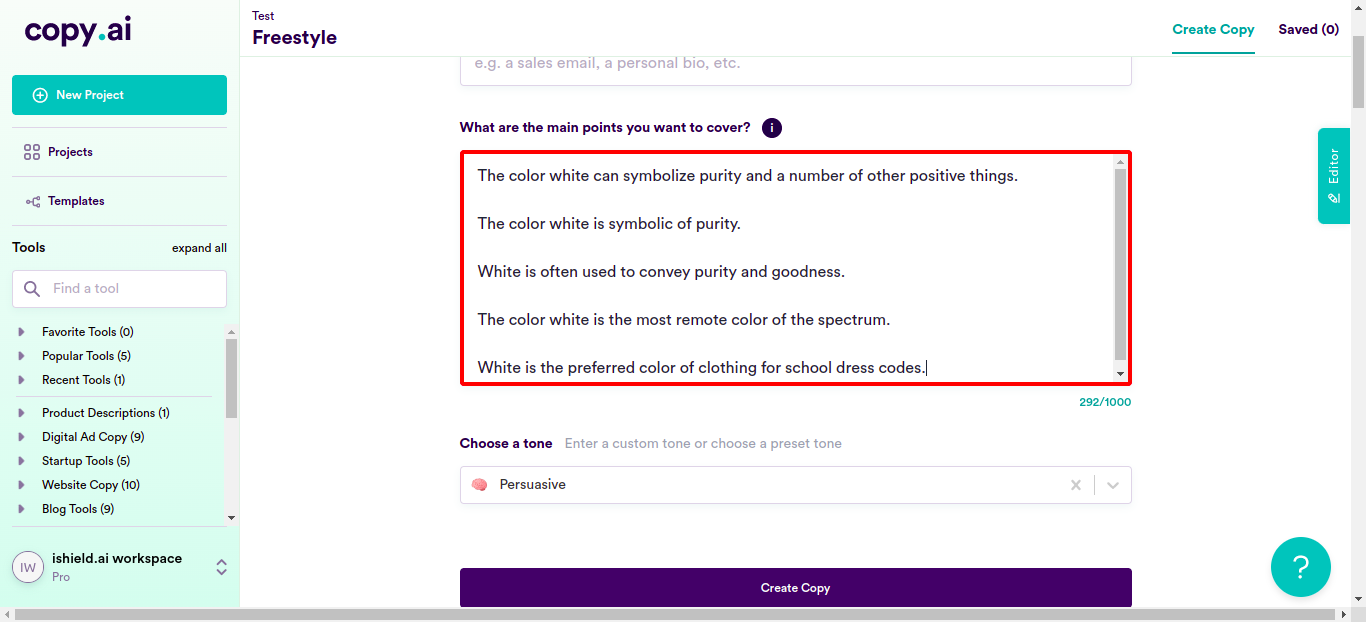 copy.ai
New Project
Projects
Templates
Tools
expand all
Find a tool
Favorite Tools (0)
Popular Tools (5)
Recent Tools (1)
Product Descriptions (1)
Digital Ad Copy (9)
Startup Tools (5)
Website Copy (10)
Blog Tools (9)
IW
ishield.ai workspace
Pro
Test
Freestyle
Create Copy
Saved (0)
e.g. a sales email, a personal bio, etc.
What are the main points you want to cover?
i
The color white can symbolize purity and a number of other positive things.
The color white is symbolic of purity.
White is often used to convey purity and goodness.
The color white is the most remote color of the spectrum.
White is the preferred color of clothing for school dress codes.
292/1000
Choose a tone
Enter a custom tone or choose a preset tone
Persuasive
Create Copy
Editor
?